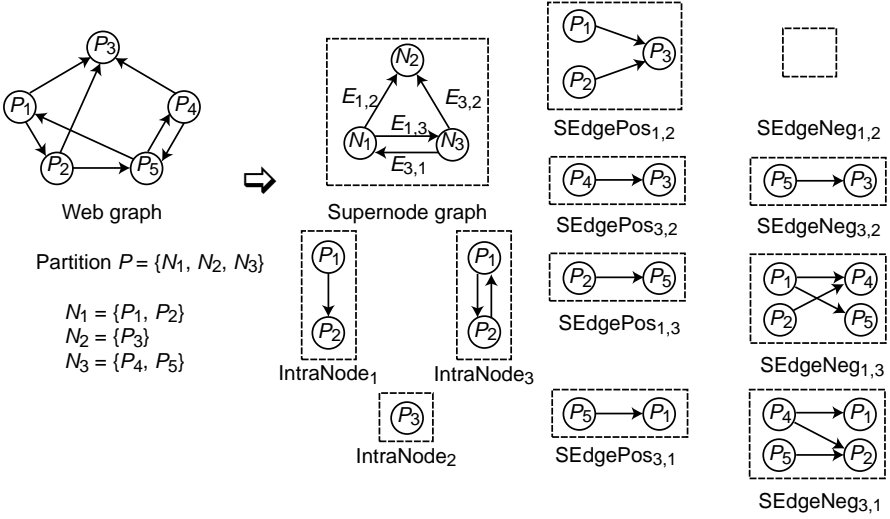 P3
P1
P4
P2
P5
Web graph
Partition P = {N1, N2, N3}
N1 = {P1, P2}
N2 = {P3}
N3 = {P4, P5}
N2
E1,2
E3,2
E1,3
N1
N3
E3,1
Supernode graph
P1
P2
IntraNode1
P1
P2
IntraNode3
P3
IntraNode2
P1
P3
P2
SEdgePos1,2
SEdgeNeg1,2
P4
P3
SEdgePos3,2
P5
P3
SEdgeNeg3,2
P2
P5
SEdgePos1,3
P1
P4
P2
P5
SEdgeNeg1,3
P5
P1
SEdgePos3,1
P4
P1
P5
P2
SEdgeNeg3,1